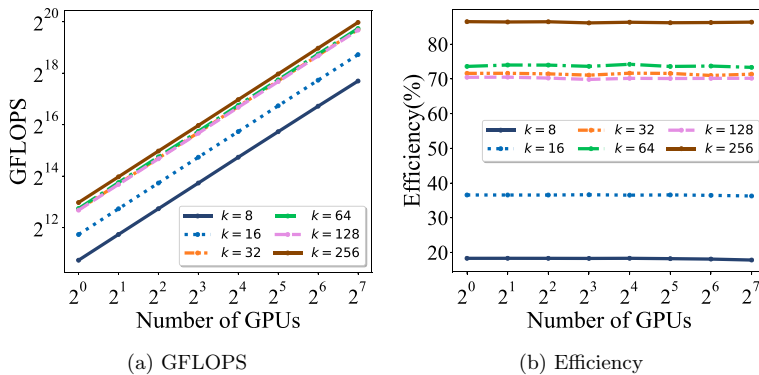 2^20
2^18
2^16
2^14
2^12
GFLOPS
k = 8
k = 16
k = 32
k = 64
k = 128
k = 256
2^0 2^1 2^2 2^3 2^4 2^5 2^6 2^7
Number of GPUs
(a) GFLOPS
80
70
60
50
40
30
20
Efficiency(%)
k = 8
k = 16
k = 32
k = 64
k = 128
k = 256
2^0 2^1 2^2 2^3 2^4 2^5 2^6 2^7
Number of GPUs
(b) Efficiency